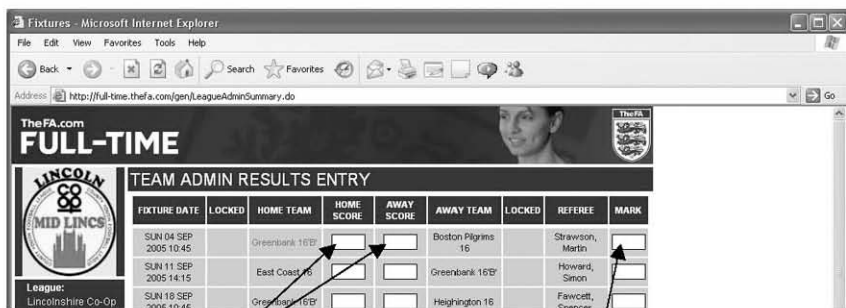 Fixtures - Microsoft Internet Explorer
File Edit View Favorites Tools Help
Back Search Favorites
Address http://full-time.thefa.com/gen/LeagueAdminSummary.do Go
TheFA.com
FULL-TIME
TheFA
LINCOLN
MID LINCS
TEAM ADMIN RESULTS ENTRY
FIXTURE DATE LOCKED HOME TEAM HOME SCORE AWAY SCORE AWAY TEAM LOCKED REFEREE MARK
SUN 04 SEP 2005 10:45 Greenbank 16'B' Boston Pilgrims 16 Strawson, Martin
SUN 11 SEP 2005 14:15 East Coast 16 Greenbank 16'B' Howard, Simon
League:
Lincolnshire Co-Op
SUN 18 SEP 2005 10:45 Greenbank 16'B' Heighington 16 Fawcett, Spencer